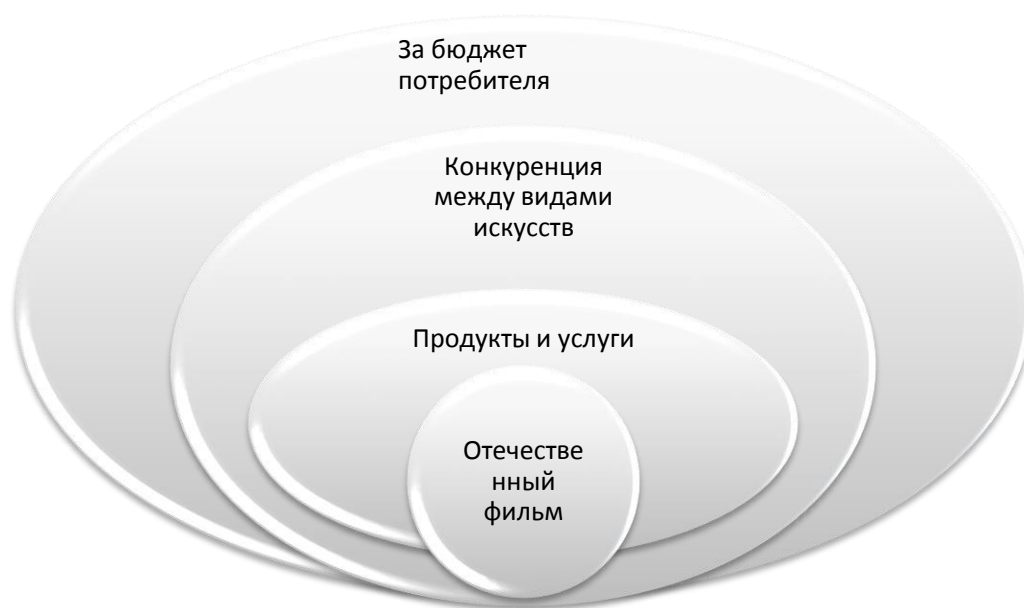 За бюджет
потребителя
Конкуренция
между видами
искусств
Продукты и услуги
Отечестве
нный
фильм